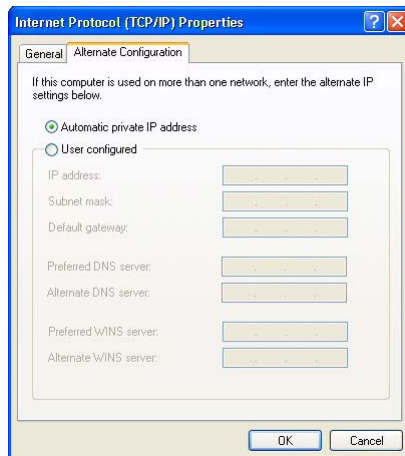 Internet Protocol (TCP/IP) Properties
General Alternate Configuration
If this computer is used on more than one network, enter the alternate IP
settings below.
Automatic private IP address
User configured
IP address:
Subnet mask:
Default gateway:
Preferred DNS server:
Alternate DNS server:
Preferred WINS server:
Alternate WINS server:
OK Cancel